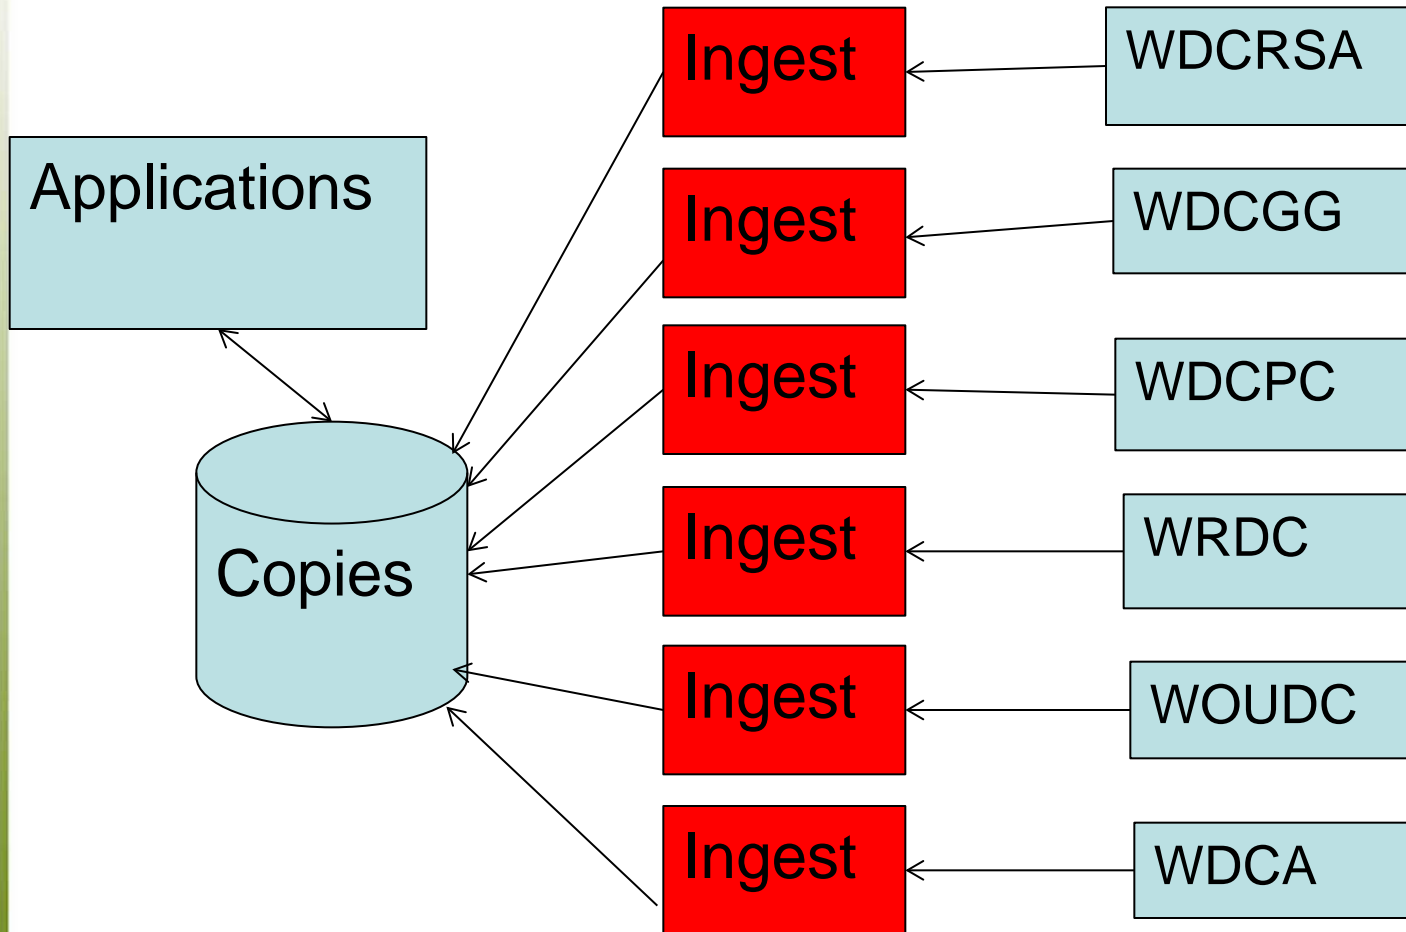 Ingest
WDCRSA
Applications
Ingest
WDCGG
Ingest
WDCPC
Copies
Ingest
WRDC
Ingest
WOUDC
Ingest
WDCA